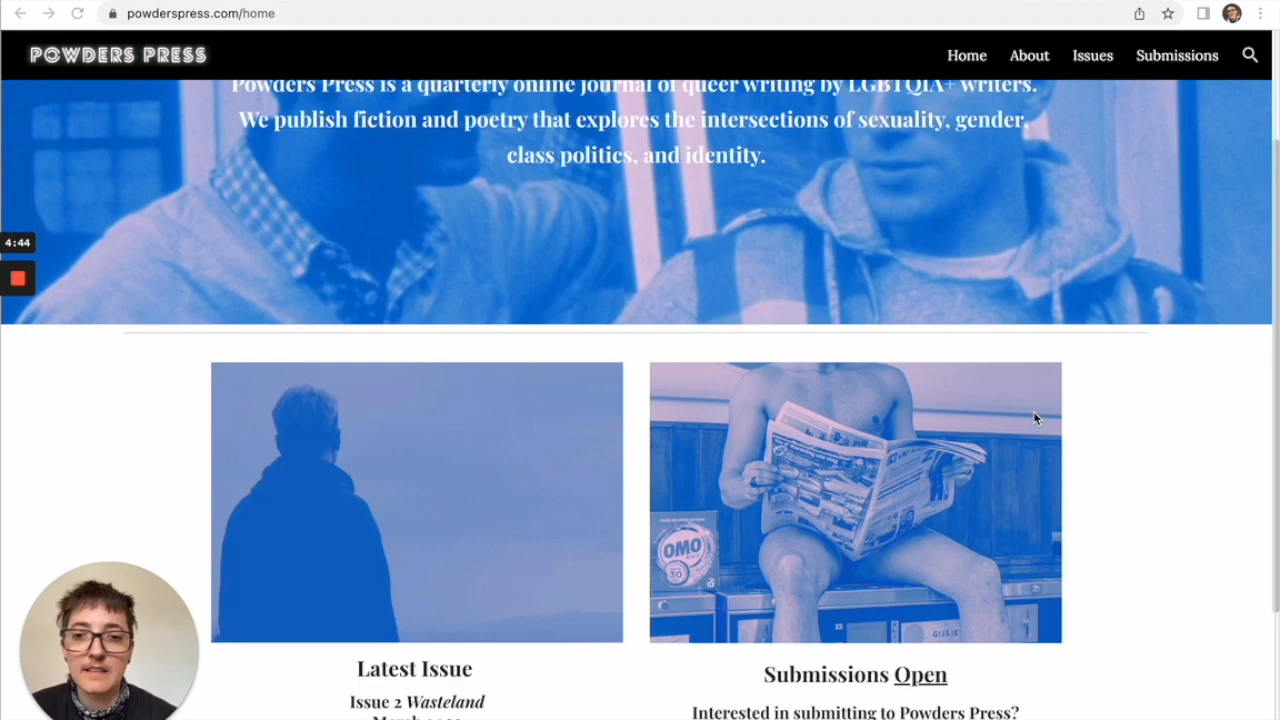 powderspress.com/home
POWDERS PRESS
Home About Issues Submissions
Powders Press is a quarterly online journal of queer writing by LGBTQIA+ writers.
We publish fiction and poetry that explores the intersections of sexuality, gender,
class politics, and identity.
4:44
OMO
30
GIJSJE
Latest Issue
Submissions Open
Issue 2 Wasteland
Interested in submitting to Powders Press?